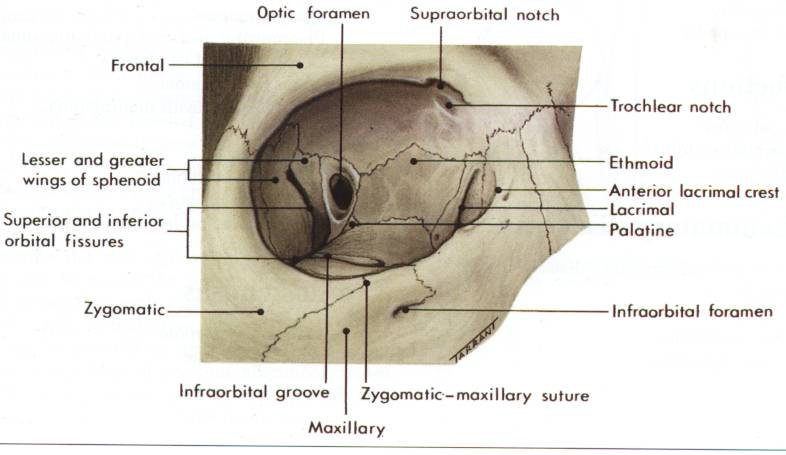 Optic foramen
Supraorbital notch
Frontal
Trochlear notch
Lesser and greater
wings of sphenoid
Ethmoid
Anterior lacrimal crest
Lacrimal
Palatine
Superior and inferior
orbital fissures
Zygomatic
Infraorbital foramen
TARRANT
Infraorbital groove
Zygomatic-maxillary suture
Maxillary